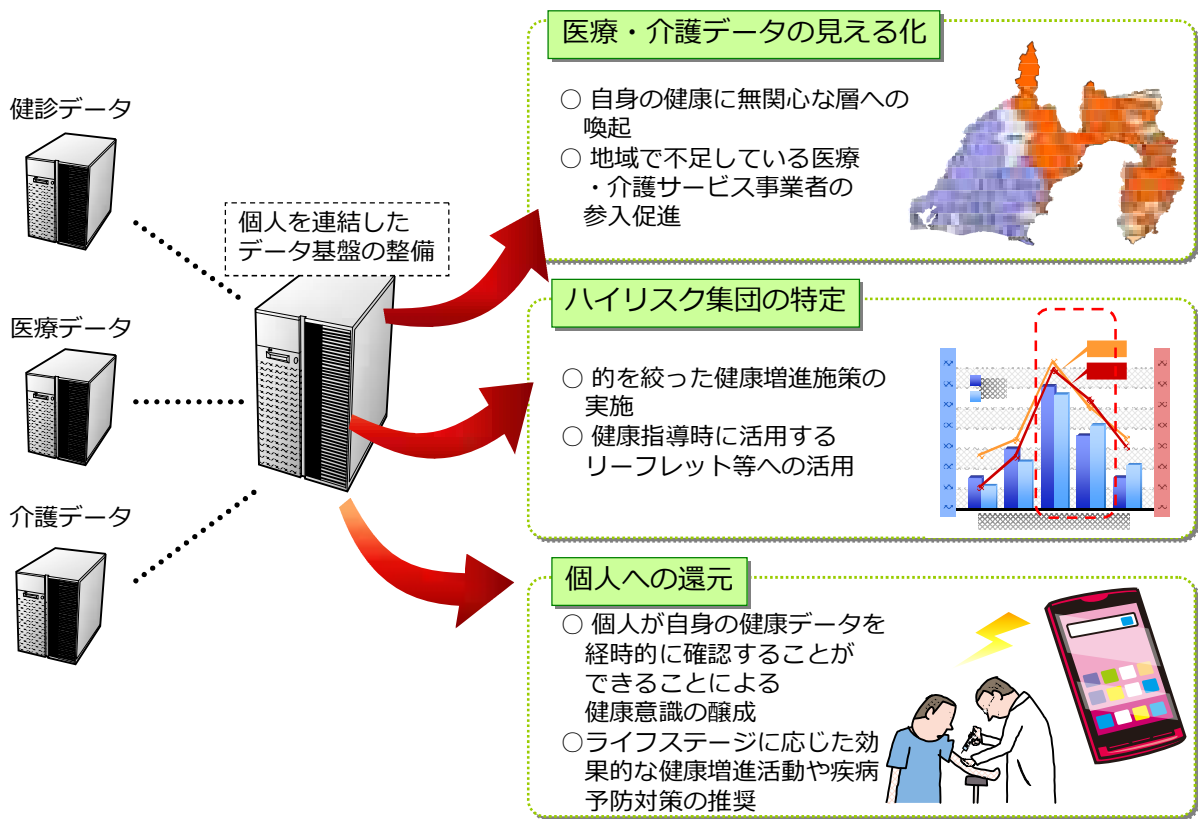 健診データ
医療データ
介護データ
個人を連結した
データ基盤の整備
医療・介護データの見える化
○ 自身の健康に無関心な層への
喚起
○ 地域で不足している医療
・介護サービス事業者の
参入促進
ハイリスク集団の特定
○ 的を絞った健康増進施策の
実施
○ 健康指導時に活用する
リーフレット等への活用
個人への還元
○ 個人が自身の健康データを
経時的に確認することが
できることによる
健康意識の醸成
○ライフステージに応じた効
果的な健康増進活動や疾病
予防対策の推奨